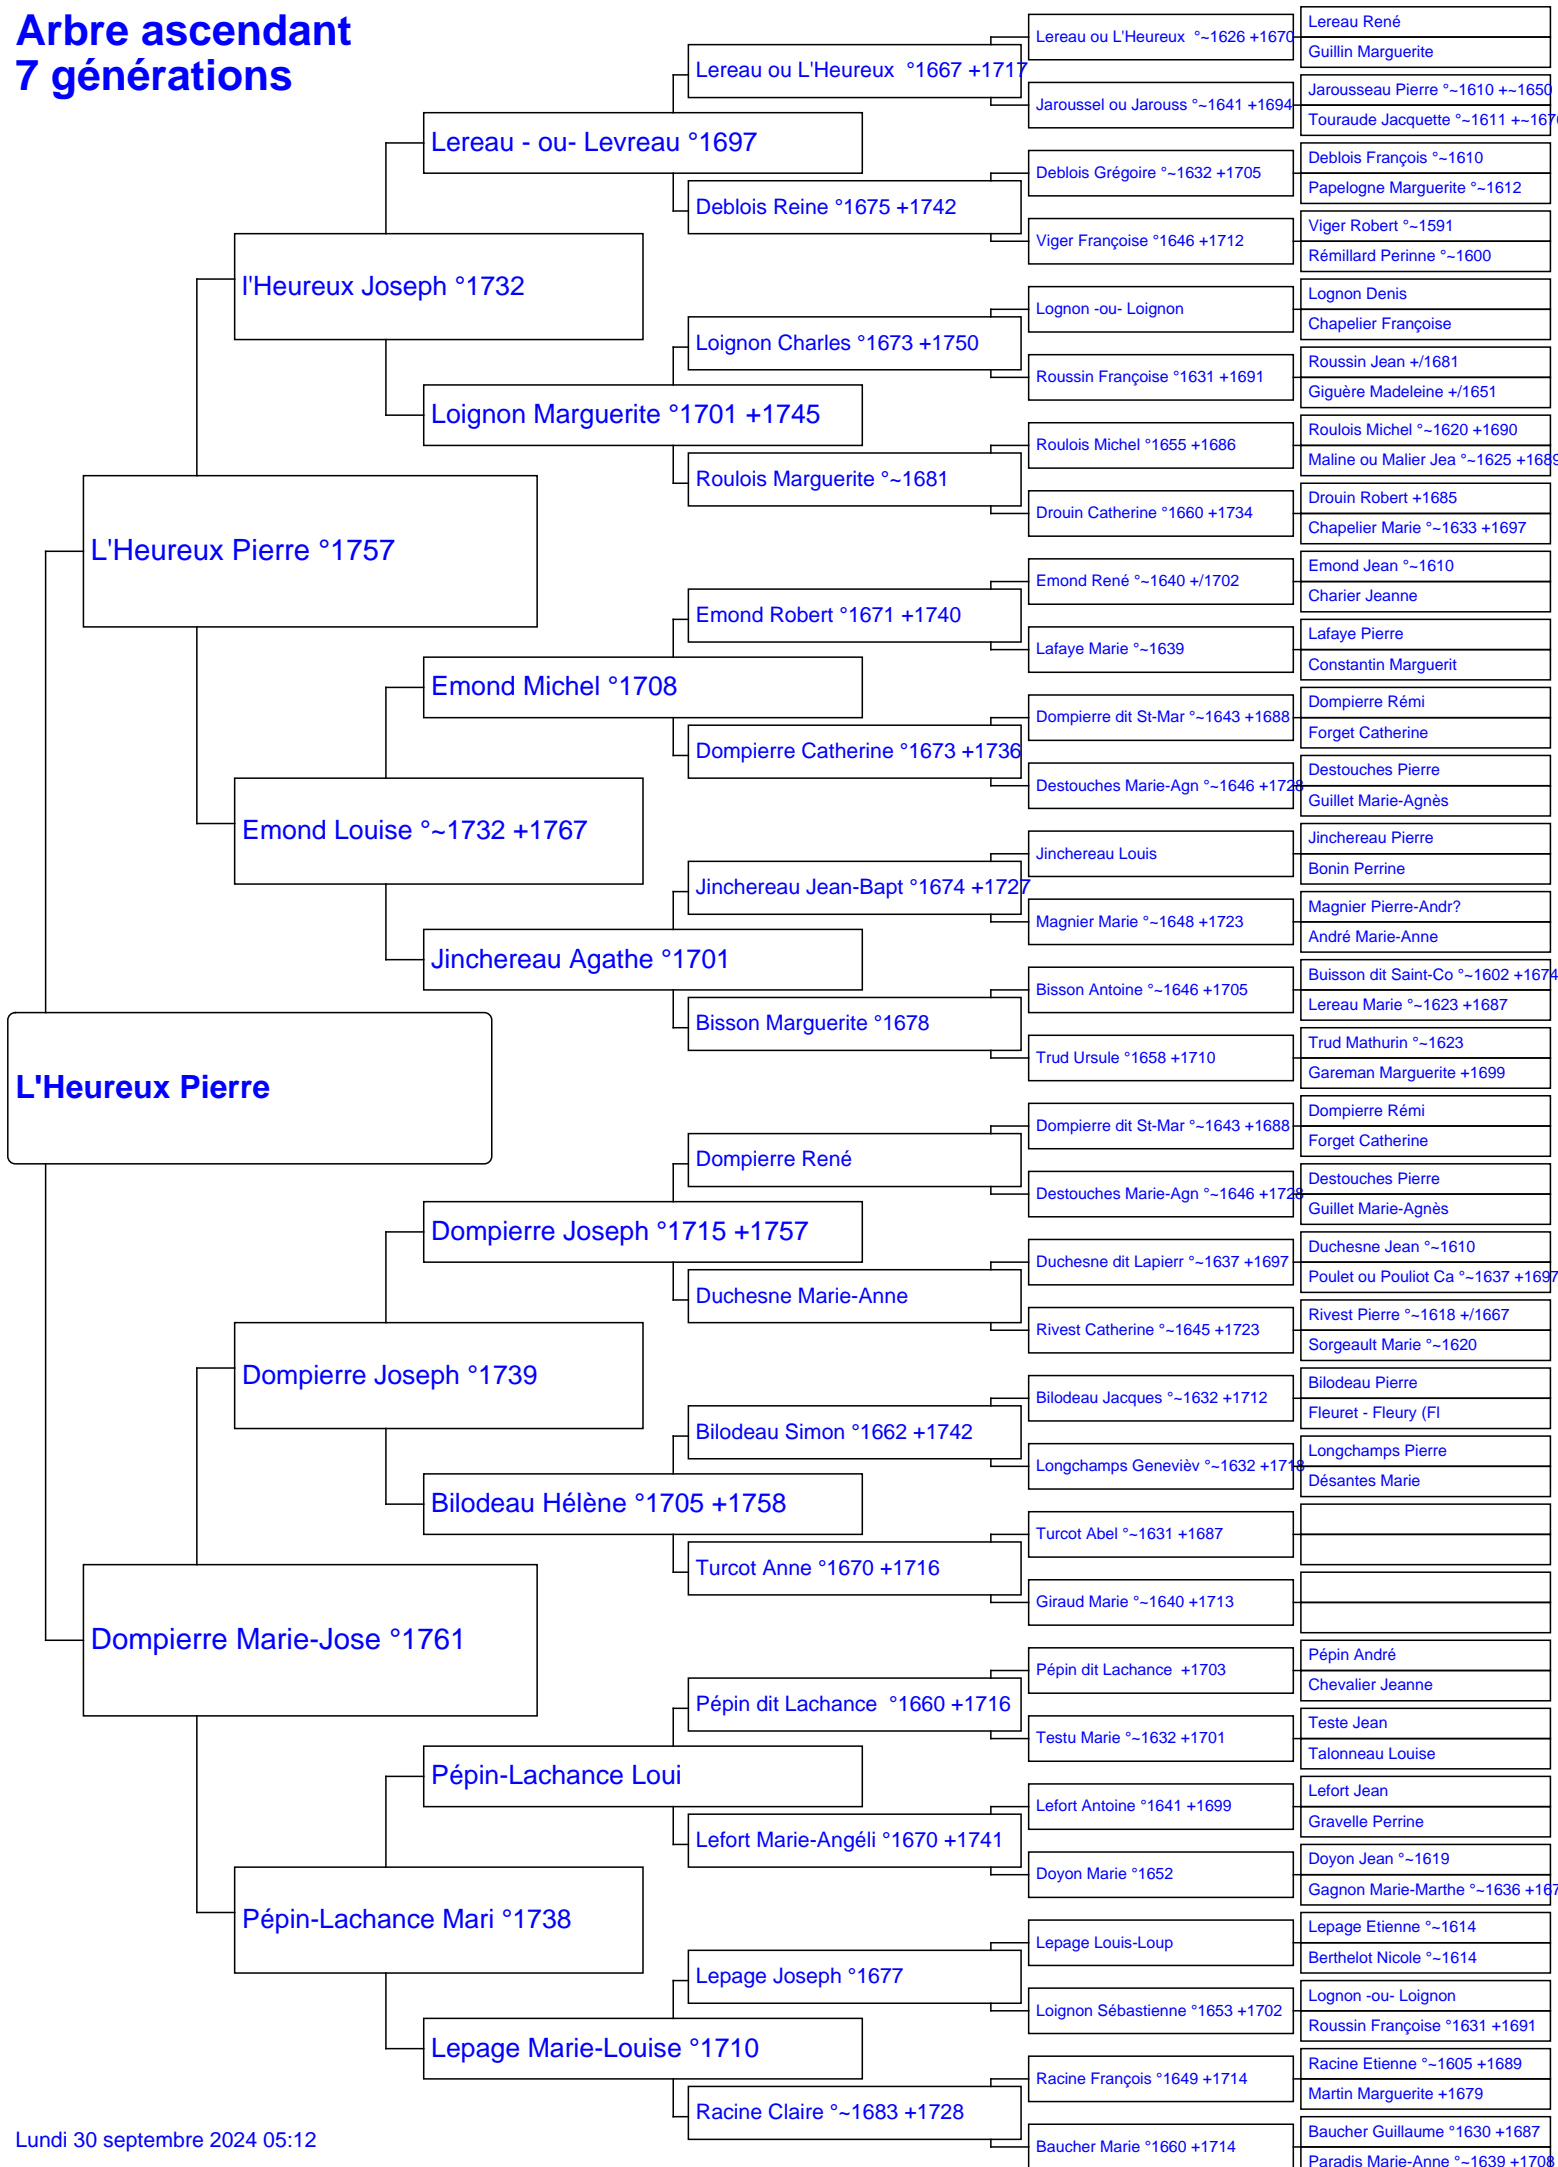 Arbre ascendant
7 générations
L'Heureux Pierre
L'Heureux Pierre °1757
Dompierre Marie-Jose °1761
l'Heureux Joseph °1732
Emond Louise °~1732 +1767
Dompierre Joseph °1739
Pépin-Lachance Mari °1738
Lereau - ou- Levreau °1697
Loignon Marguerite °1701 +1745
Emond Michel °1708
Jinchereau Agathe °1701
Dompierre Joseph °1715 +1757
Bilodeau Hélène °1705 +1758
Pépin-Lachance Loui
Lepage Marie-Louise °1710
Lereau ou L'Heureux  °1667 +1717
Deblois Reine °1675 +1742
Loignon Charles °1673 +1750
Roulois Marguerite °~1681
Emond Robert °1671 +1740
Dompierre Catherine °1673 +1736
Jinchereau Jean-Bapt °1674 +1727
Bisson Marguerite °1678
Dompierre René
Duchesne Marie-Anne
Bilodeau Simon °1662 +1742
Turcot Anne °1670 +1716
Pépin dit Lachance  °1660 +1716
Lefort Marie-Angéli °1670 +1741
Lepage Joseph °1677
Racine Claire °~1683 +1728
Lereau ou L'Heureux  °~1626 +1670
Jaroussel ou Jarouss °~1641 +1694
Deblois Grégoire °~1632 +1705
Viger Françoise °1646 +1712
Lognon -ou- Loignon
Roussin Françoise °1631 +1691
Roulois Michel °1655 +1686
Drouin Catherine °1660 +1734
Emond René °~1640 +/1702
Lafaye Marie °~1639
Dompierre dit St-Mar °~1643 +1688
Destouches Marie-Agn °~1646 +1728
Jinchereau Louis
Magnier Marie °~1648 +1723
Bisson Antoine °~1646 +1705
Trud Ursule °1658 +1710
Dompierre dit St-Mar °~1643 +1688
Destouches Marie-Agn °~1646 +1728
Duchesne dit Lapierr °~1637 +1697
Rivest Catherine °~1645 +1723
Bilodeau Jacques °~1632 +1712
Longchamps Genevièv °~1632 +1718
Turcot Abel °~1631 +1687
Giraud Marie °~1640 +1713
Pépin dit Lachance  +1703
Testu Marie °~1632 +1701
Lefort Antoine °1641 +1699
Doyon Marie °1652
Lepage Louis-Loup
Loignon Sébastienne °1653 +1702
Racine François °1649 +1714
Baucher Marie °1660 +1714
Lereau René
Guillin Marguerite
Jarousseau Pierre °~1610 +~1650
Touraude Jacquette °~1611 +~167
Deblois François °~1610
Papelogne Marguerite °~1612
Viger Robert °~1591
Rémillard Perinne °~1600
Lognon Denis
Chapelier Françoise
Roussin Jean +/1681
Giguère Madeleine +/1651
Roulois Michel °~1620 +1690
Maline ou Malier Jea °~1625 +1689
Drouin Robert +1685
Chapelier Marie °~1633 +1697
Emond Jean °~1610
Charier Jeanne
Lafaye Pierre
Constantin Marguerit
Dompierre Rémi
Forget Catherine
Destouches Pierre
Guillet Marie-Agnès
Jinchereau Pierre
Bonin Perrine
Magnier Pierre-Andr?
André Marie-Anne
Buisson dit Saint-Co °~1602 +1674
Lereau Marie °~1623 +1687
Trud Mathurin °~1623
Gareman Marguerite +1699
Dompierre Rémi
Forget Catherine
Destouches Pierre
Guillet Marie-Agnès
Duchesne Jean °~1610
Poulet ou Pouliot Ca °~1637 +1697
Rivest Pierre °~1618 +/1667
Sorgeault Marie °~1620
Bilodeau Pierre
Fleuret - Fleury (Fl
Longchamps Pierre
Désantes Marie
Pépin André
Chevalier Jeanne
Teste Jean
Talonneau Louise
Lefort Jean
Gravelle Perrine
Doyon Jean °~1619
Gagnon Marie-Marthe °~1636 +167
Lepage Etienne °~1614
Berthelot Nicole °~1614
Lognon -ou- Loignon
Roussin Françoise °1631 +1691
Racine Etienne °~1605 +1689
Martin Marguerite +1679
Baucher Guillaume °1630 +1687
Paradis Marie-Anne °~1639 +1708
Lundi 30 septembre 2024 05:12